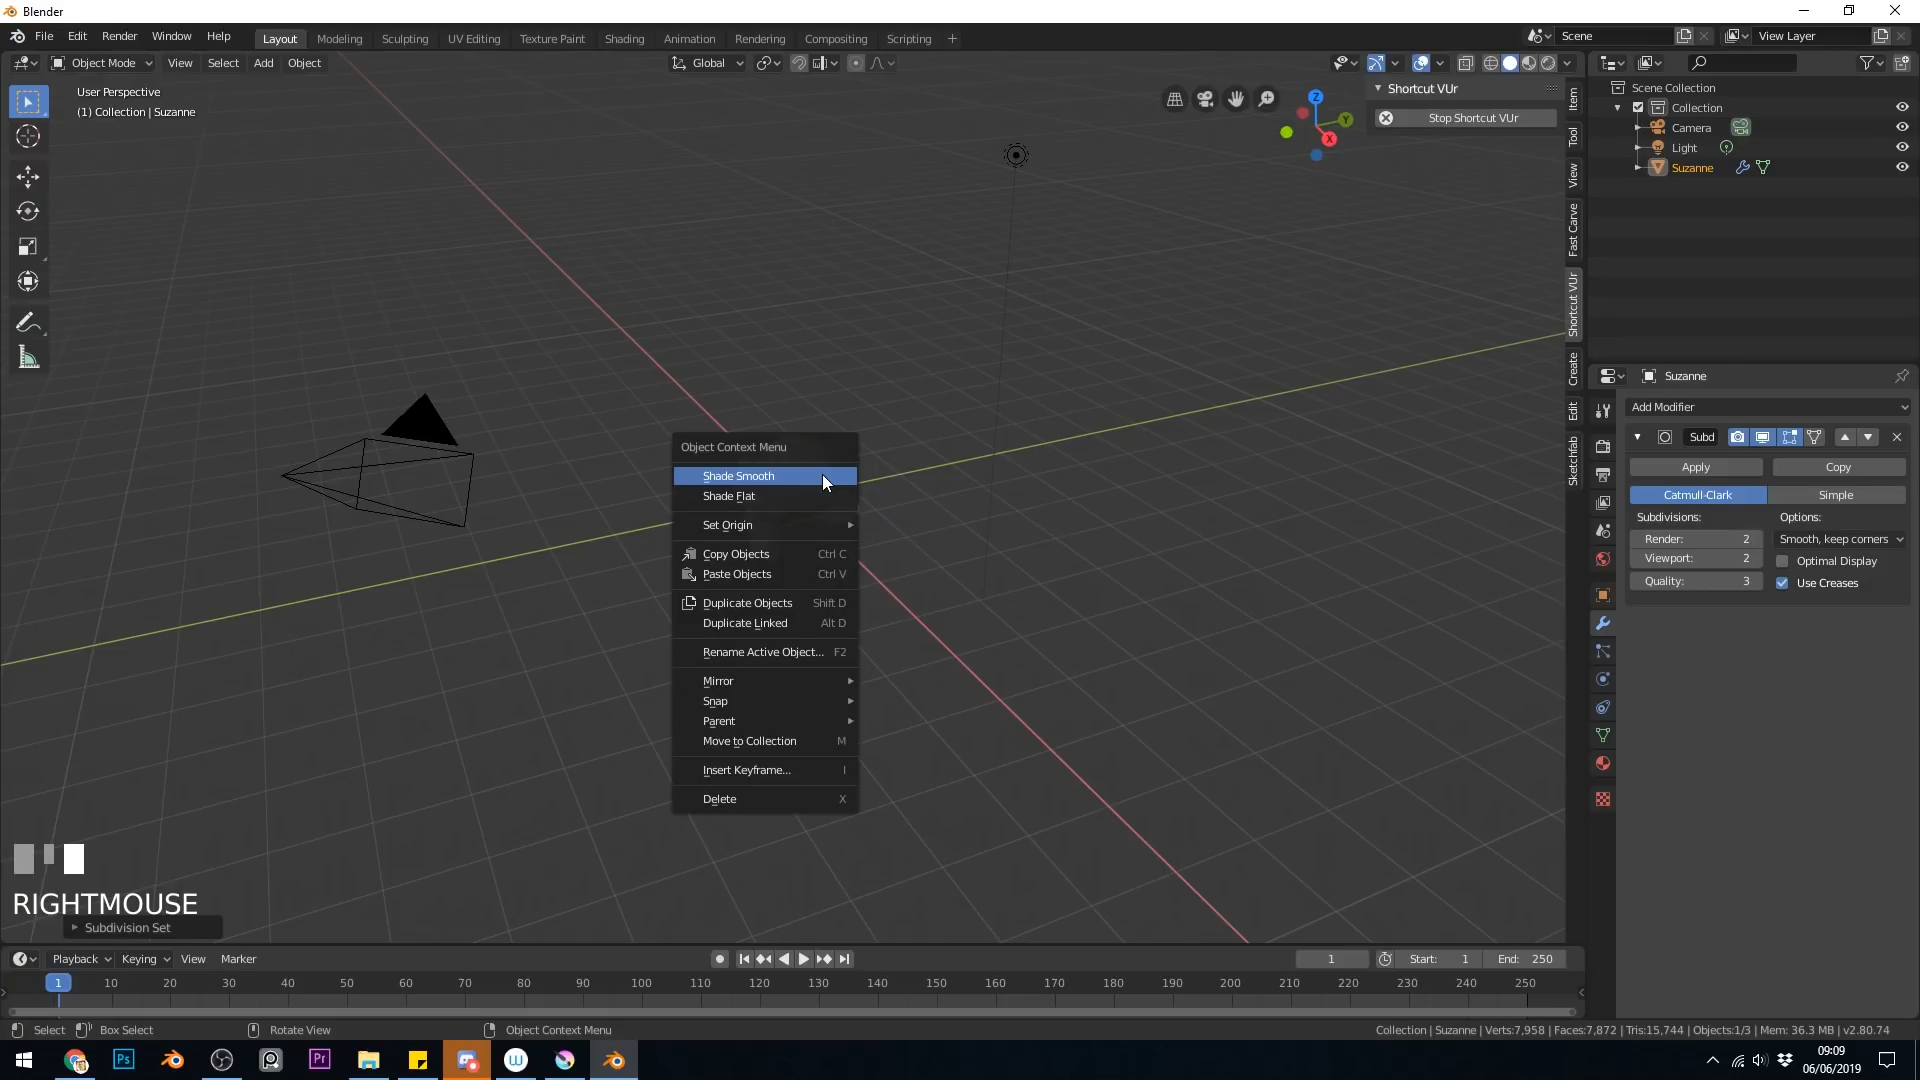 Blender
File Edit Render Window Help Layout Modeling Sculpting UV Editing Texture Paint Shading Animation Rendering Compositing Scripting + Scene View Layer
Object Mode View Select Add Object Global
User Perspective
(1) Collection | Suzanne
Shortcut VUr
Stop Shortcut VUr
Z
Y
X
Item
Tool
View
Fast Carve
Shortcut VUr
Create
Edit
Sketchfab
Scene Collection
Collection
Camera
Light
Suzanne
Suzanne
Add Modifier
Subd
Apply Copy
Catmull-Clark Simple
Subdivisions: Options:
Render: 2 Smooth, keep corners
Viewport: 2 Optimal Display
Quality: 3 Use Creases
Object Context Menu
Shade Smooth
Shade Flat
Set Origin
Copy Objects Ctrl C
Paste Objects Ctrl V
Duplicate Objects Shift D
Duplicate Linked Alt D
Rename Active Object... F2
Mirror
Snap
Parent
Move to Collection M
Insert Keyframe... I
Delete X
RIGHTMOUSE
Subdivision Set
Playback Keying View Marker 1 Start: 1 End: 250
1 10 20 30 40 50 60 70 80 90 100 110 120 130 140 150 160 170 180 190 200 210 220 230 240 250
Select Box Select Rotate View Object Context Menu Collection | Suzanne | Verts:7,958 | Faces:7,872 | Tris:15,744 | Objects:1/3 | Mem: 36.3 MB | v2.80.74
Ps Pr W
09:09
06/06/2019